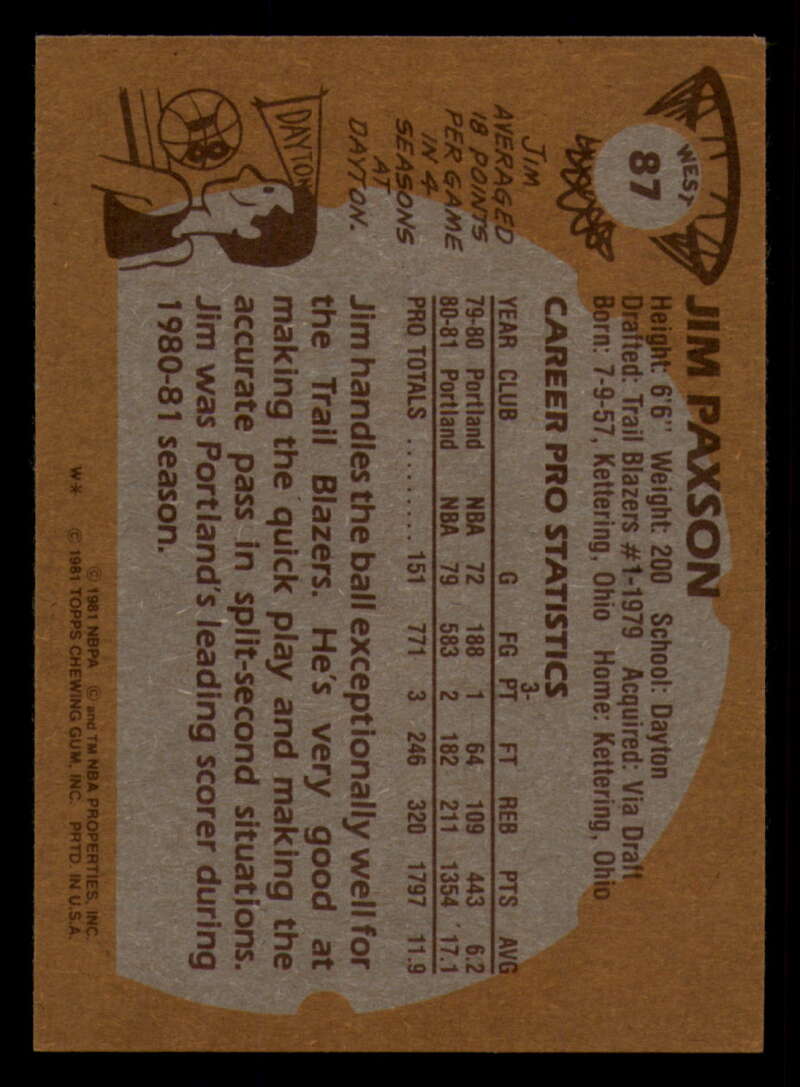 WEST
87
JIM PAXSON
Height: 6'6" Weight: 200 School: Dayton
Drafted: Trail Blazers #1-1979 Acquired: Via Draft
Born: 7-9-57, Kettering, Ohio Home: Kettering, Ohio
CAREER PRO STATISTICS
YEAR CLUB G FG 3-PT FT REB PTS AVG
79-80 Portland NBA 72 188 1 64 109 443 6.2
80-81 Portland NBA 79 583 2 182 211 1354 17.1
PRO TOTALS .......... 151 771 3 246 320 1797 11.9
JIM
AVERAGED
18 POINTS
PER GAME
IN 4
SEASONS
AT
DAYTON.
DAYTON
18
Jim handles the ball exceptionally well for
the Trail Blazers. He's very good at
making the quick play and making the
accurate pass in split-second situations.
Jim was Portland's leading scorer during
1980-81 season.
© 1981 NBPA © and TM NBA PROPERTIES, INC.
W* © 1981 TOPPS CHEWING GUM, INC. PRTD. IN U.S.A.